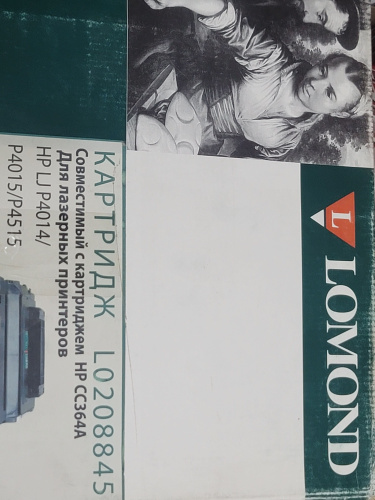 L LOMOND
КАРТРИДЖ L0208845
Совместимый с картриджем HP CC364A
Для лазерных принтеров
HP LJ P4014/
P4015/P4515